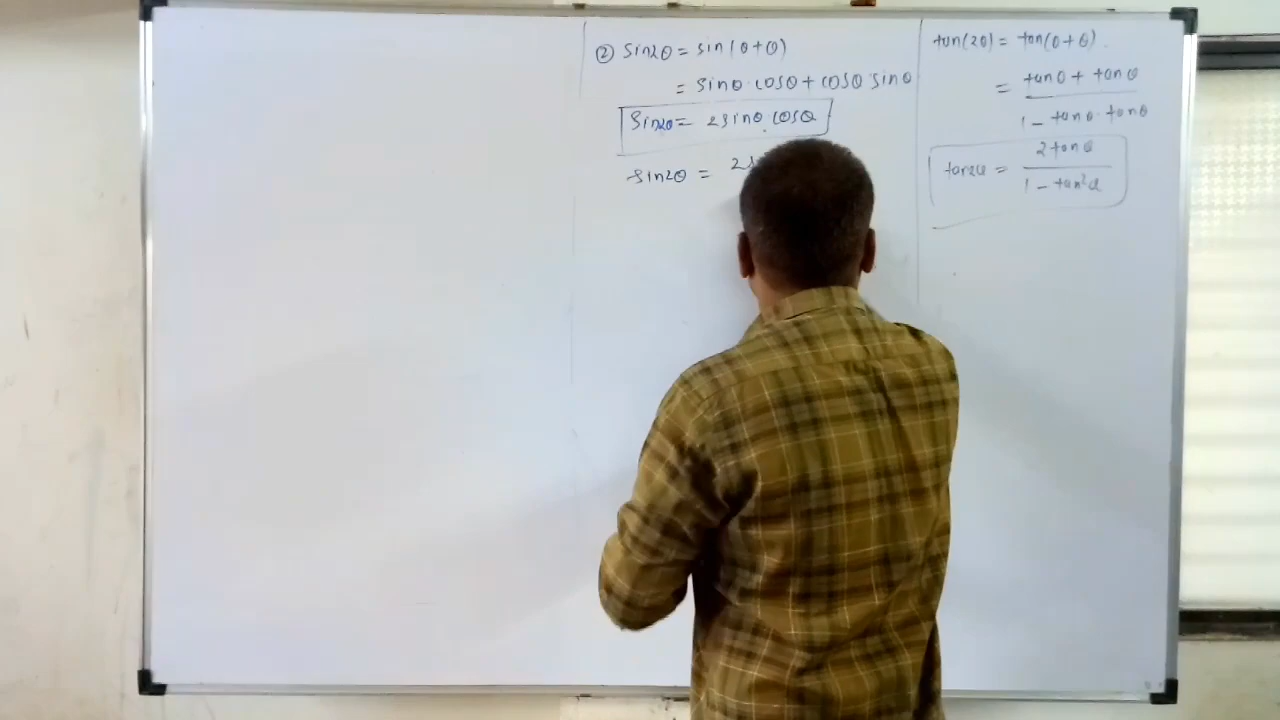 ② sin2θ = sin(θ+θ)
= sinθ·cosθ + cosθ·sinθ
sin2θ = 2sinθ.cosθ
sin2θ = 2s
tan(2θ) = tan(θ+θ).
= tanθ + tanθ
1 - tanθ·tanθ
tan2θ = 2tanθ
1 - tan²θ